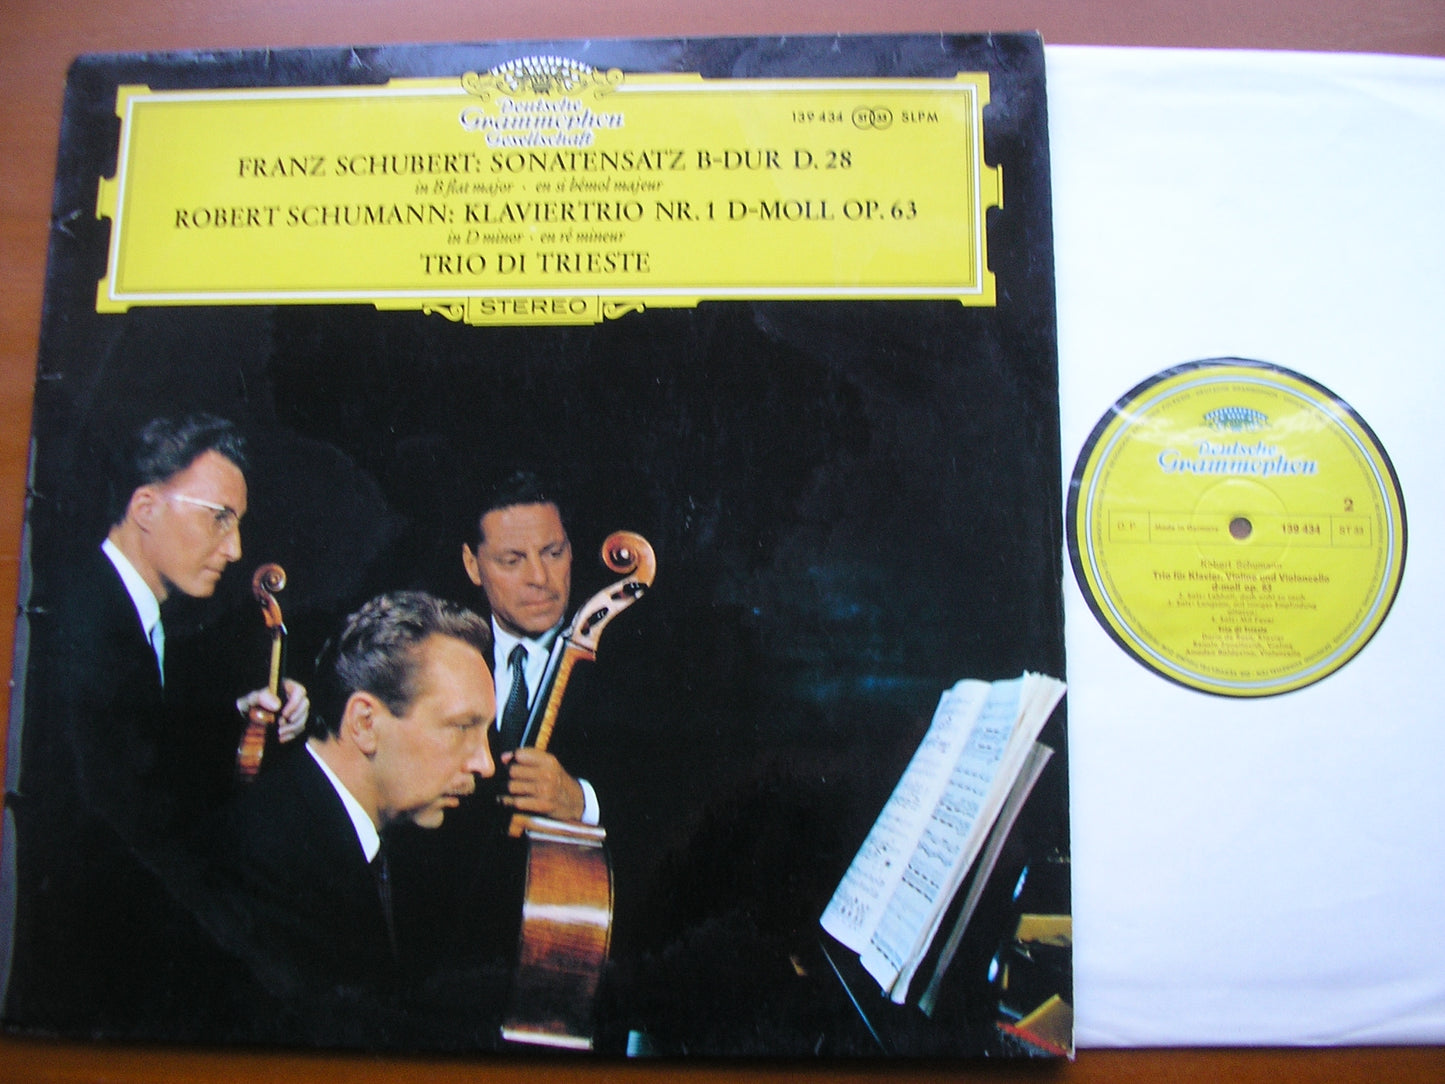 Deutsche
Grammophon
Gesellschaft
139 434 ST 33 SLPM
FRANZ SCHUBERT: SONATENSATZ B-DUR D. 28
in B flat major · en si bémol majeur
ROBERT SCHUMANN: KLAVIERTRIO NR. 1 D-MOLL OP. 63
in D minor · en ré mineur
TRIO DI TRIESTE
STEREO
Deutsche
Grammophon
2
Made in Germany
139 434
ST 33
Robert Schumann
Trio für Klavier, Violine und Violoncello
d-moll op. 63
Trio di Trieste